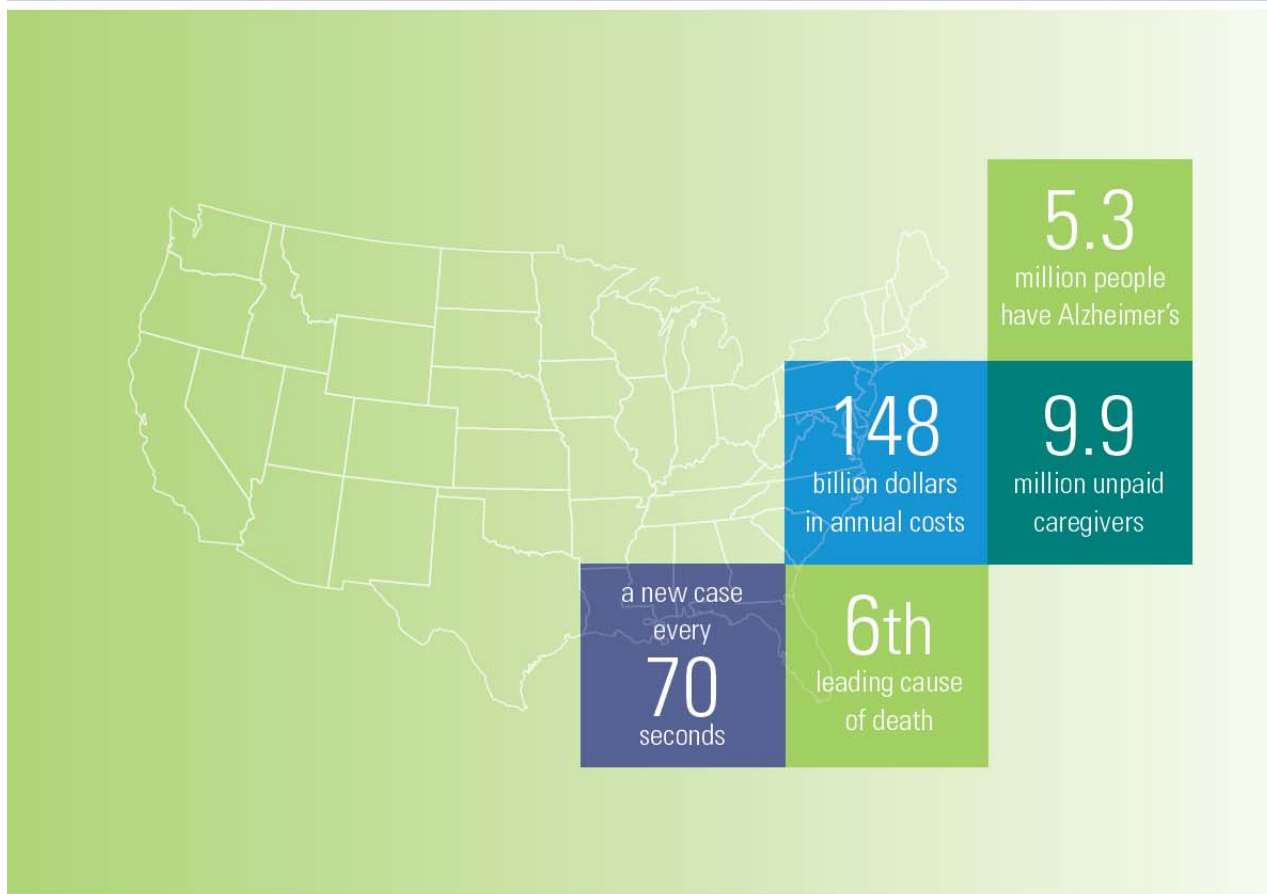 5.3
million people
have Alzheimer's
148
billion dollars
in annual costs
9.9
million unpaid
caregivers
a new case
every
70
seconds
6th
leading cause
of death